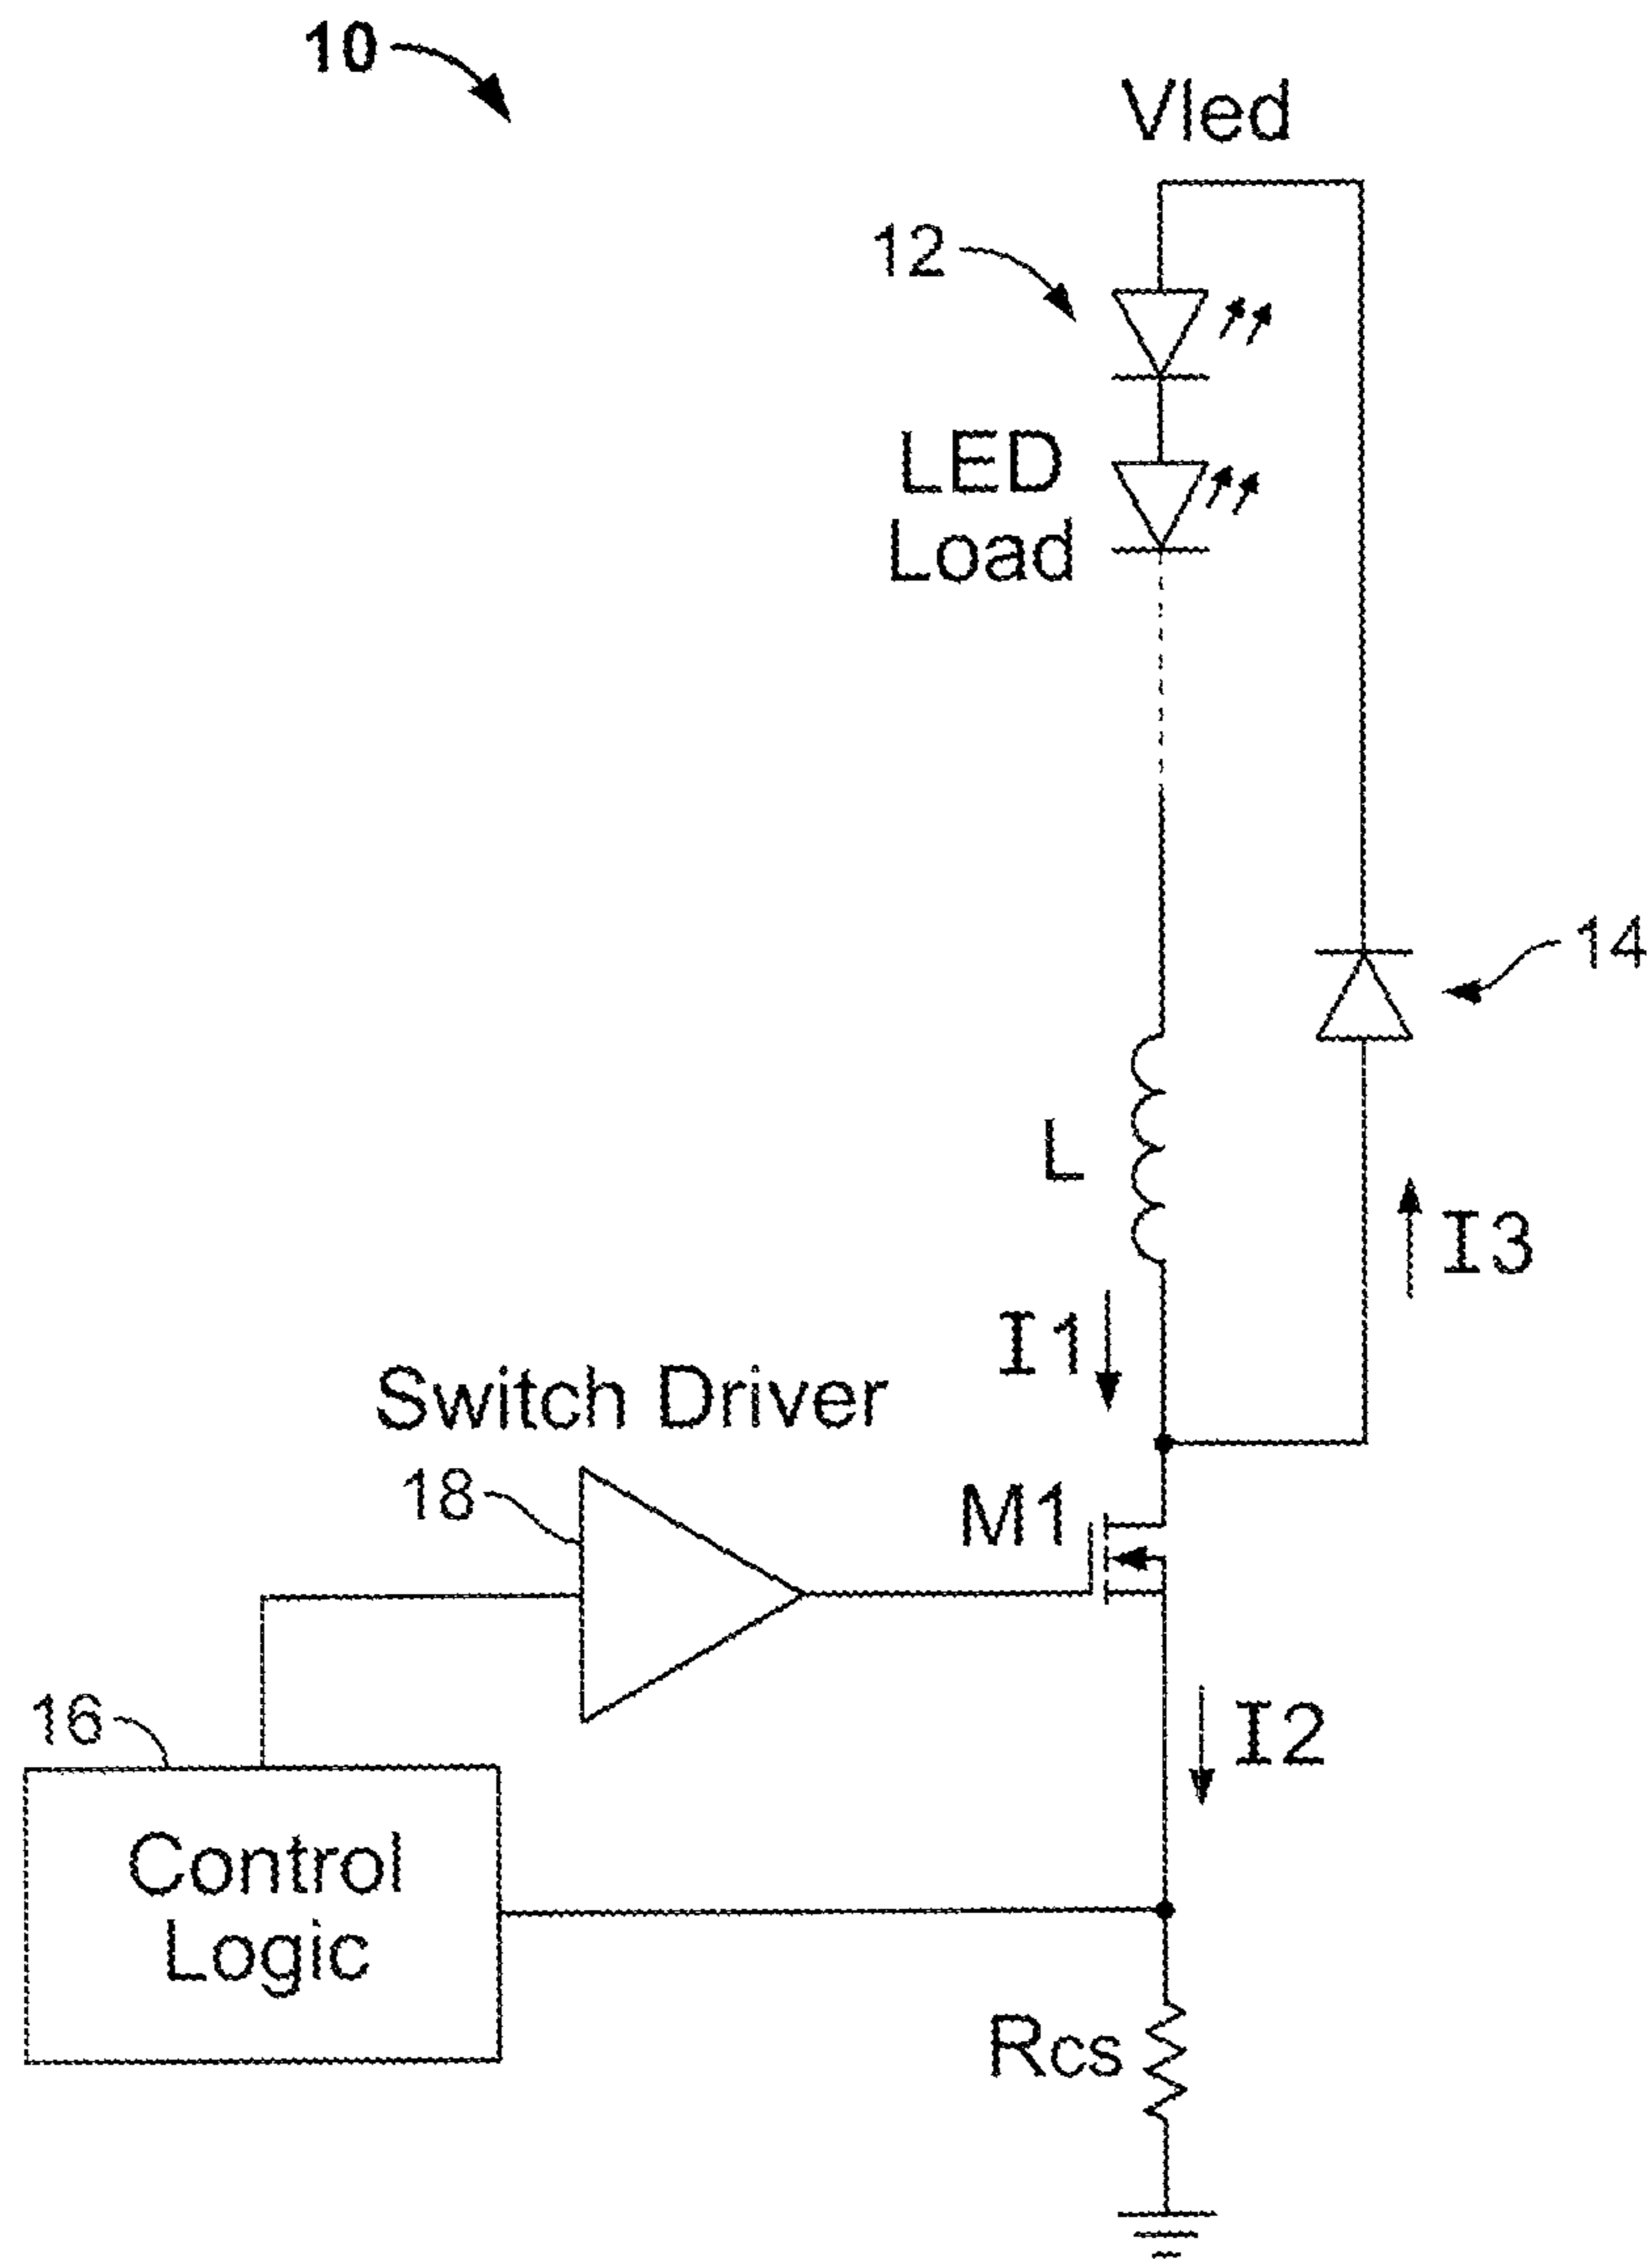 10
Vled
12
LED
Load
14
L
I3
I1
Switch Driver
18
M1
16
I2
Control
Logic
Rcs